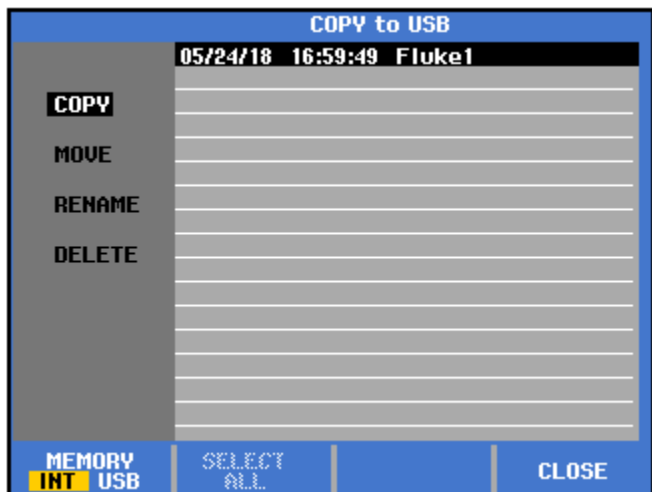 COPY to USB
05/24/18 16:59:49 Fluke1
COPY
MOVE
RENAME
DELETE
MEMORY
INT USB
SELECT
ALL
CLOSE